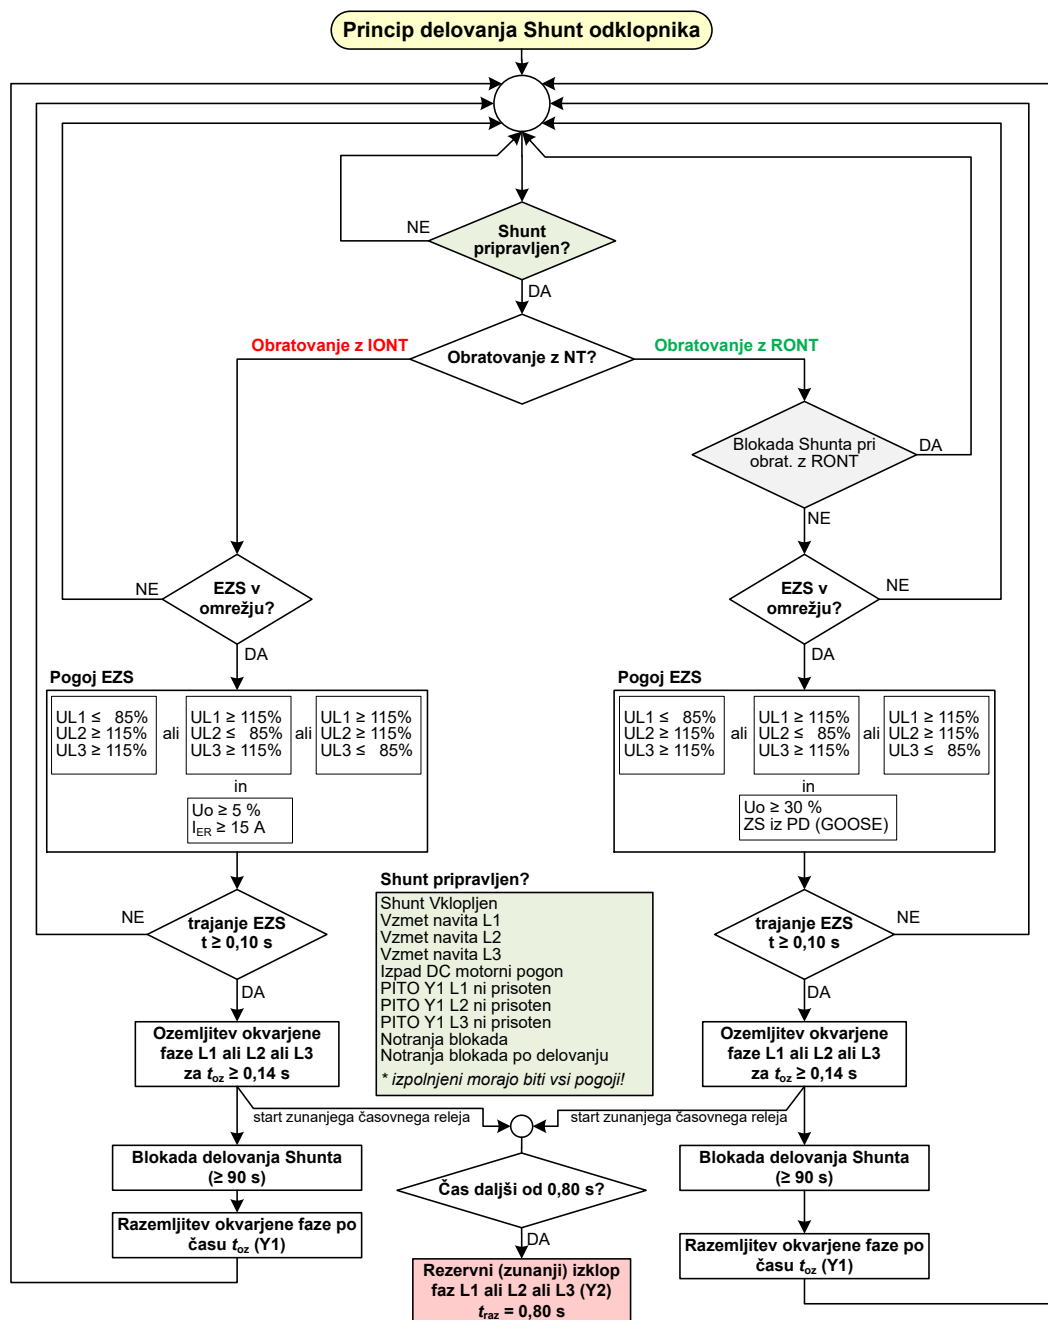 Princip delovanja Shunt odklopnika
Shunt
pripravljen?
NE
DA
Obratovanje z IONT
Obratovanje z NT?
Obratovanje z RONT
Blokada Shunta pri
obrat. z RONT
DA
NE
NE
EZS v
omrežju?
DA
EZS v
omrežju?
NE
DA
Pogoj EZS
UL1 ≤ 85%
UL2 ≥ 115%
UL3 ≥ 115%
ali
UL1 ≥ 115%
UL2 ≤ 85%
UL3 ≥ 115%
ali
UL1 ≥ 115%
UL2 ≥ 115%
UL3 ≤ 85%
in
Uo ≥ 5 %
IER ≥ 15 A
Pogoj EZS
UL1 ≤ 85%
UL2 ≥ 115%
UL3 ≥ 115%
ali
UL1 ≥ 115%
UL2 ≤ 85%
UL3 ≥ 115%
ali
UL1 ≥ 115%
UL2 ≥ 115%
UL3 ≤ 85%
in
Uo ≥ 30 %
ZS iz PD (GOOSE)
NE
trajanje EZS
t ≥ 0,10 s
DA
Shunt pripravljen?
Shunt Vklopljen
Vzmet navita L1
Vzmet navita L2
Vzmet navita L3
Izpad DC motorni pogon
PITO Y1 L1 ni prisoten
PITO Y1 L2 ni prisoten
PITO Y1 L3 ni prisoten
Notranja blokada
Notranja blokada po delovanju
* izpolnjeni morajo biti vsi pogoji!
trajanje EZS
t ≥ 0,10 s
NE
DA
Ozemljitev okvarjene
faze L1 ali L2 ali L3
za toz ≥ 0,14 s
Ozemljitev okvarjene
faze L1 ali L2 ali L3
za toz ≥ 0,14 s
start zunanjega časovnega releja
start zunanjega časovnega releja
Blokada delovanja Shunta
(≥ 90 s)
Čas daljši od 0,80 s?
Blokada delovanja Shunta
(≥ 90 s)
Razemljitev okvarjene faze po
času toz (Y1)
DA
Razemljitev okvarjene faze po
času toz (Y1)
Rezervni (zunanji) izklop
faz L1 ali L2 ali L3 (Y2)
traz = 0,80 s